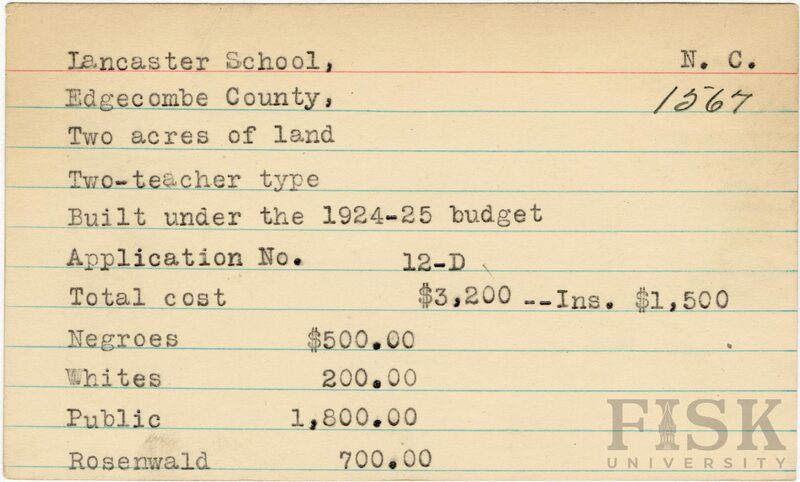 Lancaster School, N. C.
Edgecombe County, 1567
Two acres of land
Two-teacher type
Built under the 1924-25 budget
Application No. 12-D
Total cost $3,200 --Ins. $1,500
Negroes $500.00
Whites 200.00
Public 1,800.00
Rosenwald 700.00
FISK
UNIVERSITY